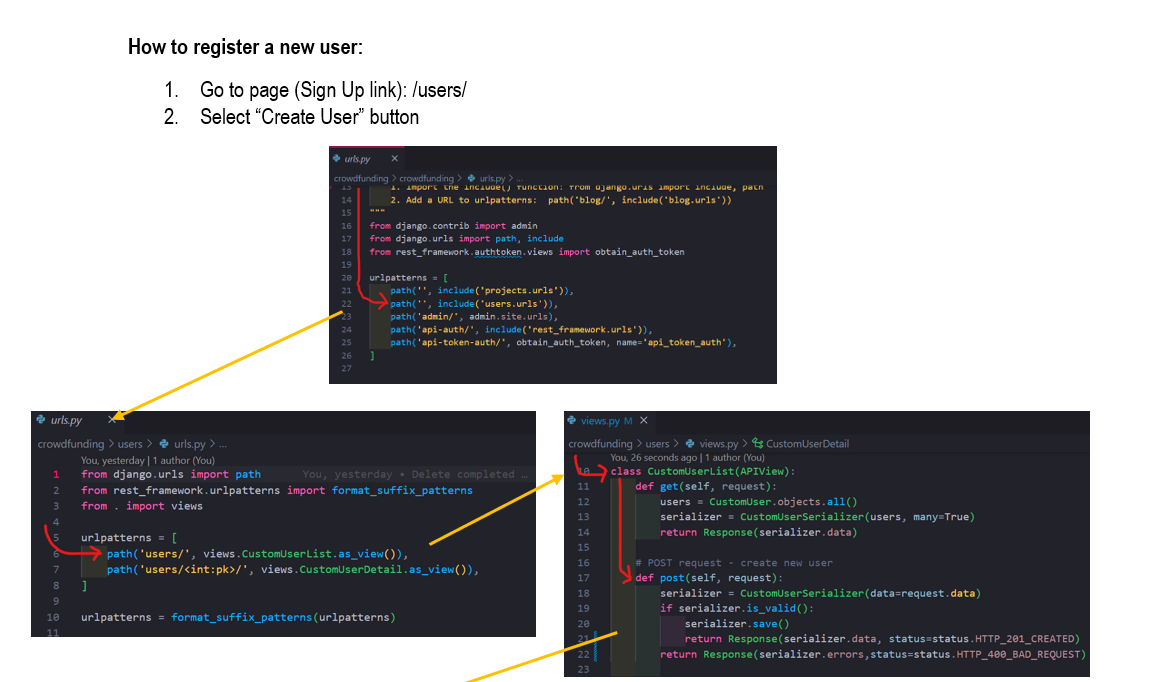 How to register a new user:
1. Go to page (Sign Up link): /users/
2. Select “Create User” button
urls.py ×
crowdfunding > crowdfunding > urls.py > ...
13 1. Import the include() function: from django.urls import include, path
14 2. Add a URL to urlpatterns: path('blog/', include('blog.urls'))
15 """
16 from django.contrib import admin
17 from django.urls import path, include
18 from rest_framework.authtoken.views import obtain_auth_token
19
20 urlpatterns = [
21 path('', include('projects.urls')),
22 path('', include('users.urls')),
23 path('admin/', admin.site.urls),
24 path('api-auth/', include('rest_framework.urls')),
25 path('api-token-auth/', obtain_auth_token, name='api_token_auth'),
26 ]
27
urls.py ×
crowdfunding > users > urls.py > ...
You, yesterday | 1 author (You)
1 from django.urls import path You, yesterday • Delete completed …
2 from rest_framework.urlpatterns import format_suffix_patterns
3 from . import views
4
5 urlpatterns = [
6 path('users/', views.CustomUserList.as_view()),
7 path('users/<int:pk>/', views.CustomUserDetail.as_view()),
8 ]
9
10 urlpatterns = format_suffix_patterns(urlpatterns)
11
views.py M ×
crowdfunding > users > views.py > CustomUserDetail
You, 26 seconds ago | 1 author (You)
10 class CustomUserList(APIView):
11 def get(self, request):
12 users = CustomUser.objects.all()
13 serializer = CustomUserSerializer(users, many=True)
14 return Response(serializer.data)
15
16 # POST request - create new user
17 def post(self, request):
18 serializer = CustomUserSerializer(data=request.data)
19 if serializer.is_valid():
20 serializer.save()
21 return Response(serializer.data, status=status.HTTP_201_CREATED)
22 return Response(serializer.errors,status=status.HTTP_400_BAD_REQUEST)
23